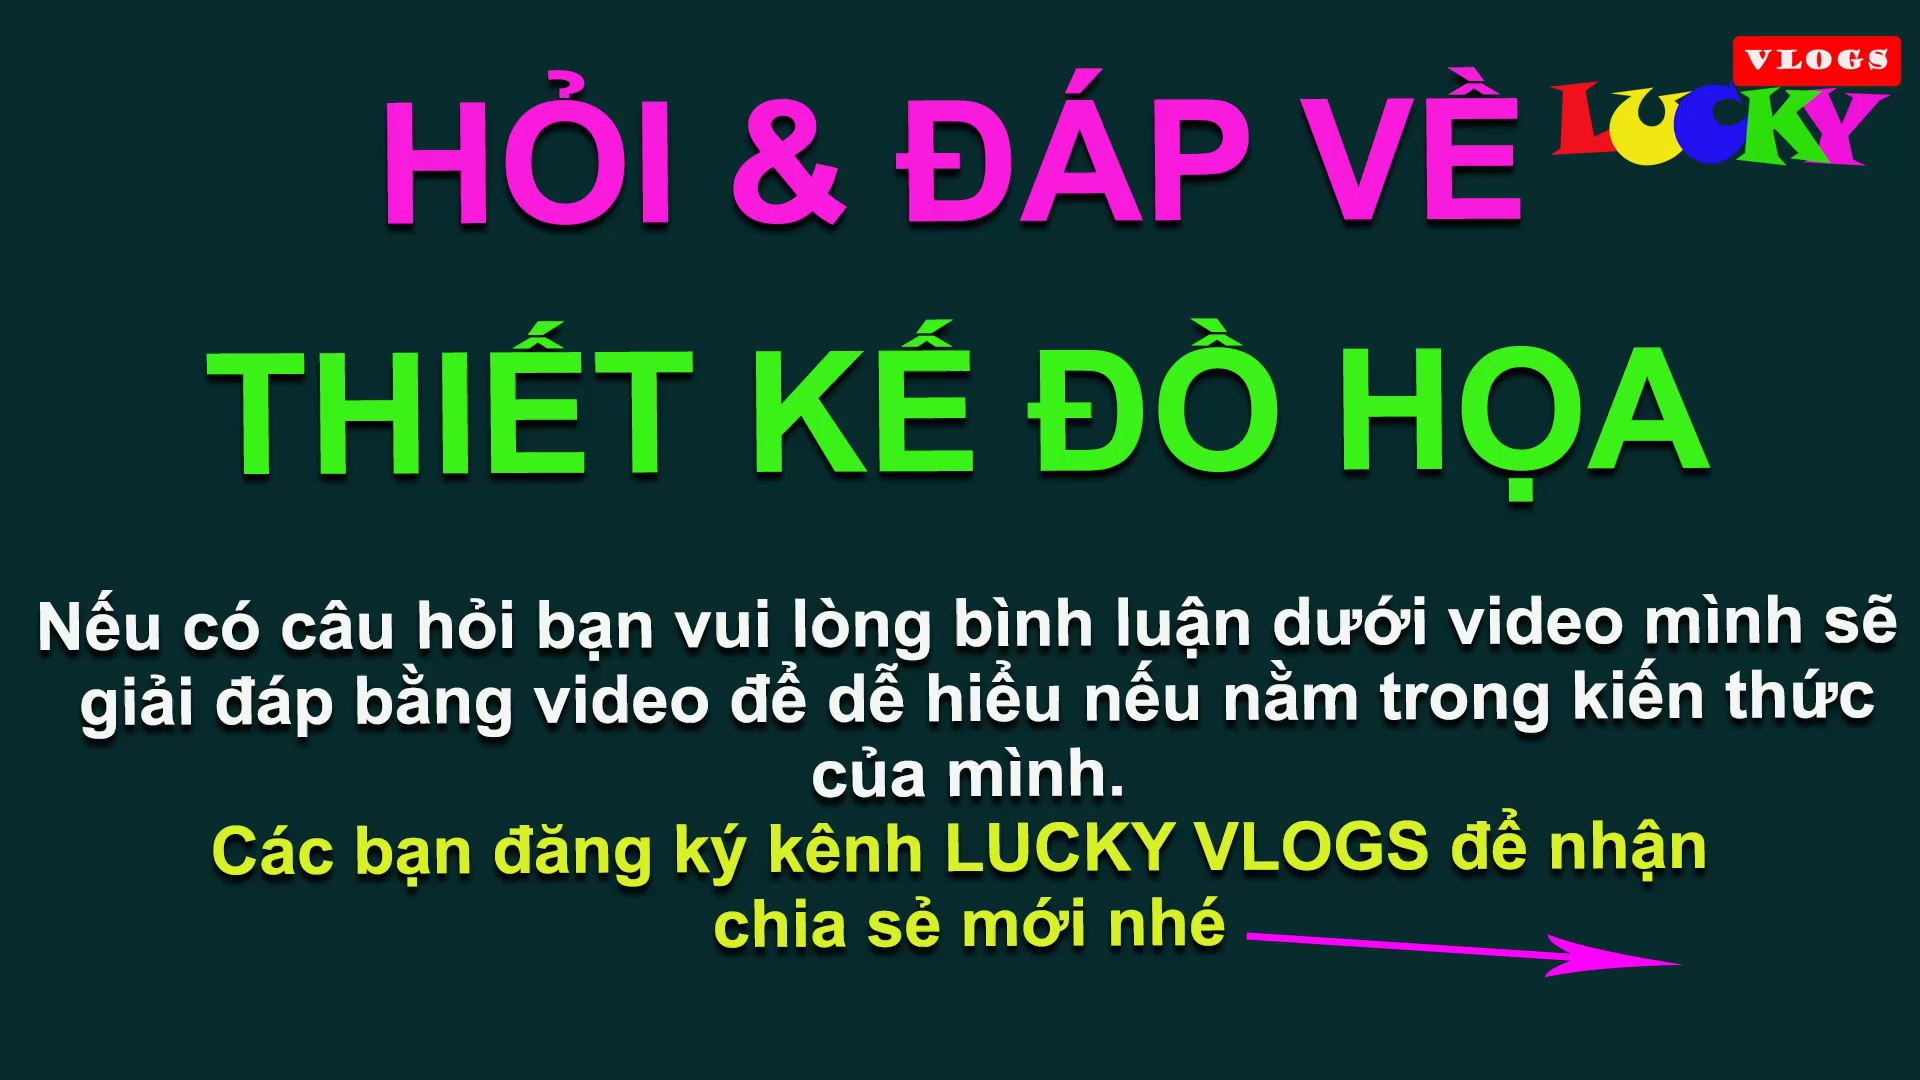 VLOGS
LUCKY
HỎI & ĐÁP VỀ
THIẾT KẾ ĐỒ HỌA
Nếu có câu hỏi bạn vui lòng bình luận dưới video mình sẽ
giải đáp bằng video để dễ hiểu nếu nằm trong kiến thức
của mình.
Các bạn đăng ký kênh LUCKY VLOGS để nhận
chia sẻ mới nhé